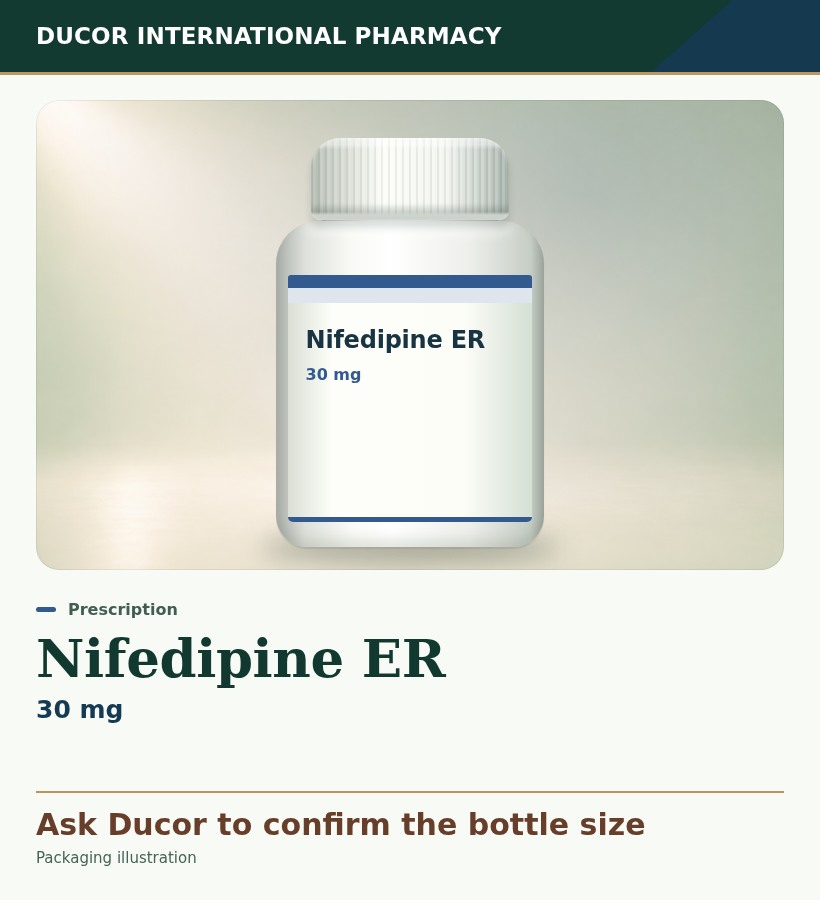 DUCOR INTERNATIONAL PHARMACY
Nifedipine ER
30 mg
Prescription
Nifedipine ER
30 mg
Ask Ducor to confirm the bottle size
Packaging illustration